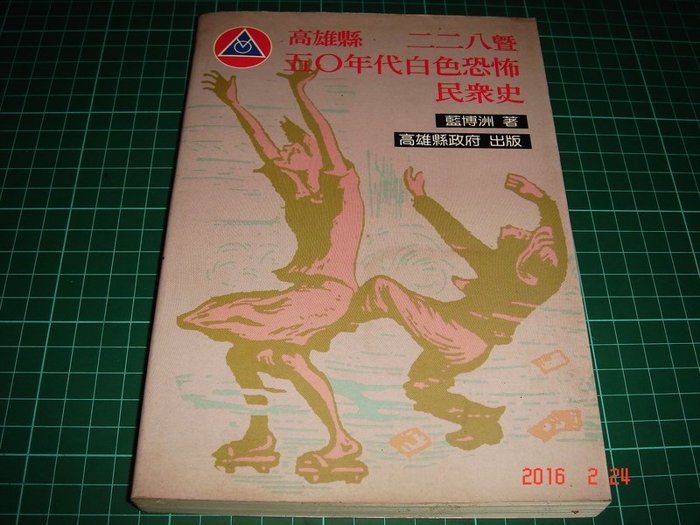 高雄縣 二二八暨
五〇年代白色恐怖
民眾史
藍博洲 著
高雄縣政府 出版
2016 2 24